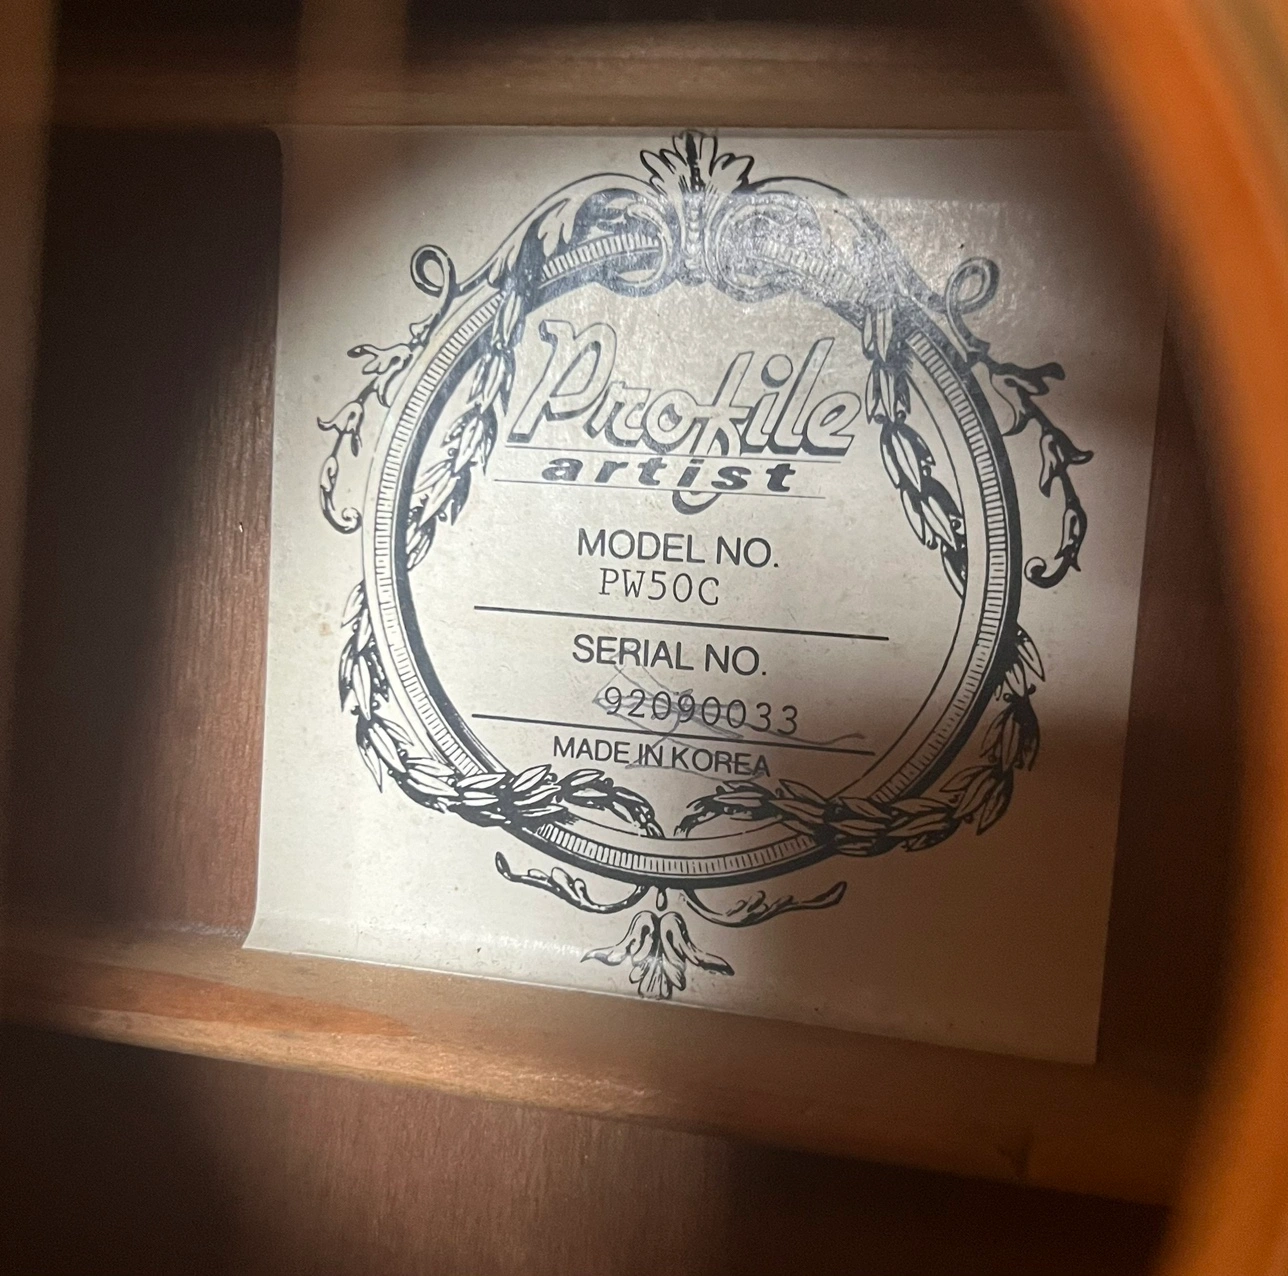 Profile
artist
MODEL NO.
PW50C
SERIAL NO.
92090033
MADE IN KOREA